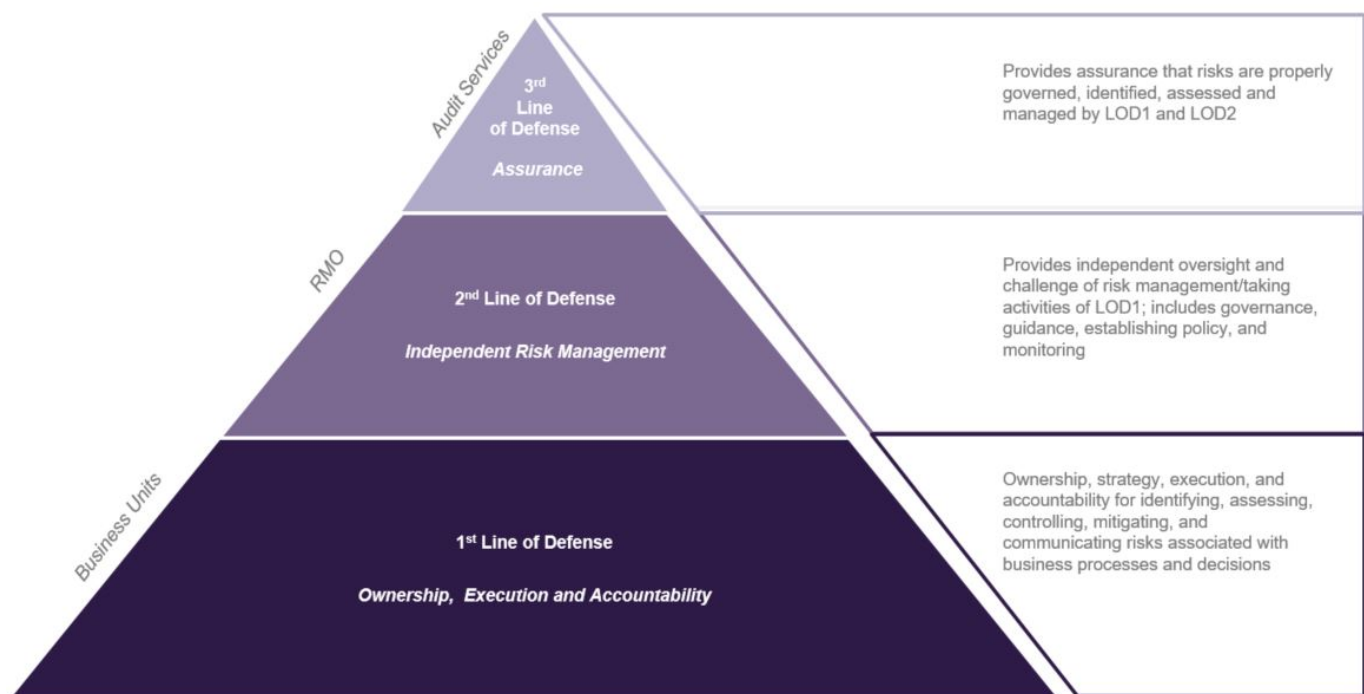 Audit Services
3rd
Line
of Defense
Assurance
Provides assurance that risks are properly
governed, identified, assessed and
managed by LOD1 and LOD2
RMO
2nd Line of Defense
Independent Risk Management
Provides independent oversight and
challenge of risk management/taking
activities of LOD1; includes governance,
guidance, establishing policy, and
monitoring
Business Units
1st Line of Defense
Ownership, Execution and Accountability
Ownership, strategy, execution, and
accountability for identifying, assessing,
controlling, mitigating, and
communicating risks associated with
business processes and decisions